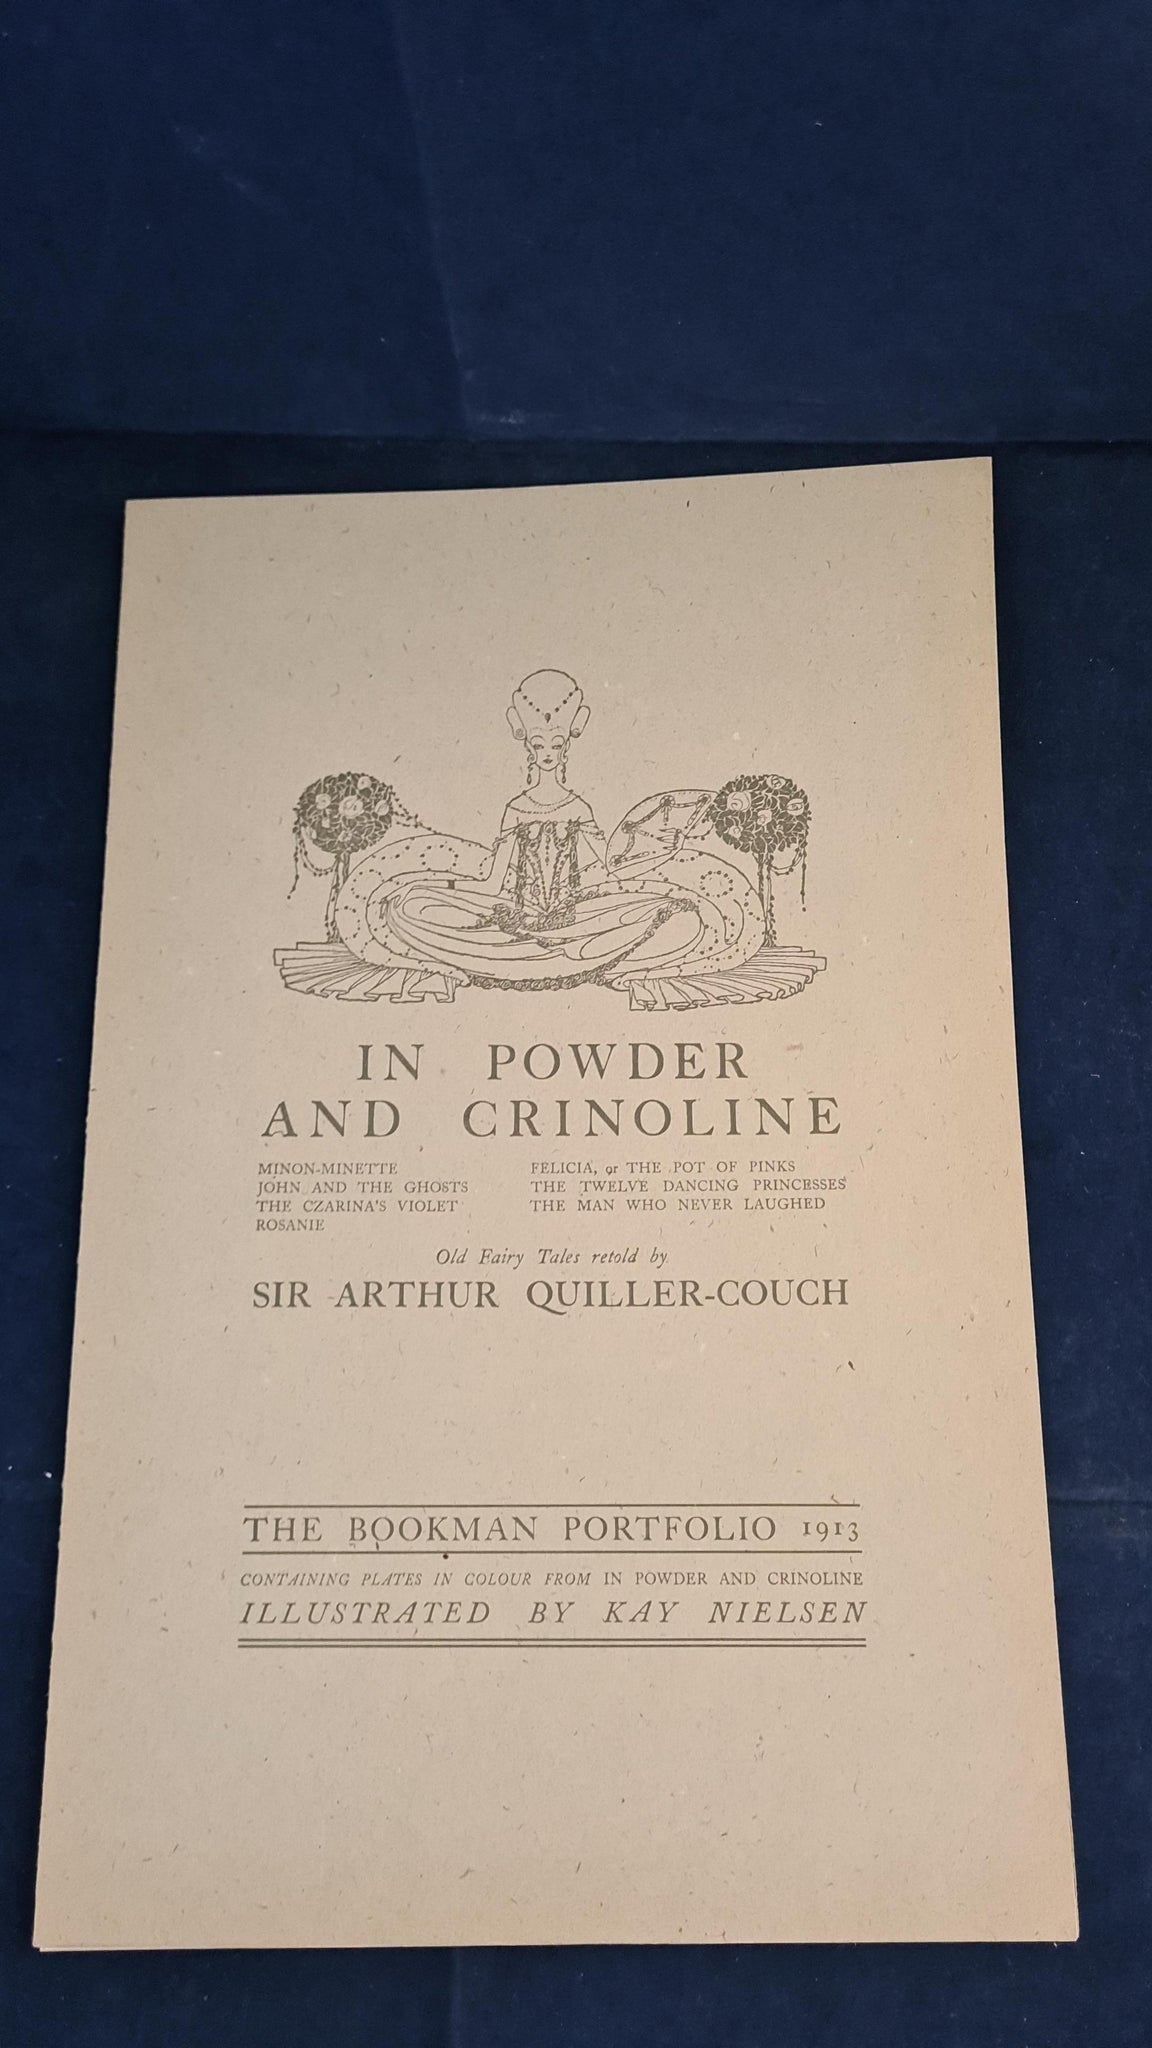 IN POWDER
AND CRINOLINE
MINON-MINETTE
JOHN AND THE GHOSTS
THE CZARINA'S VIOLET
ROSANIE
FELICIA, or THE POT OF PINKS
THE TWELVE DANCING PRINCESSES
THE MAN WHO NEVER LAUGHED
Old Fairy Tales retold by
SIR ARTHUR QUILLER-COUCH
THE BOOKMAN PORTFOLIO 1913
CONTAINING PLATES IN COLOUR FROM IN POWDER AND CRINOLINE
ILLUSTRATED BY KAY NIELSEN